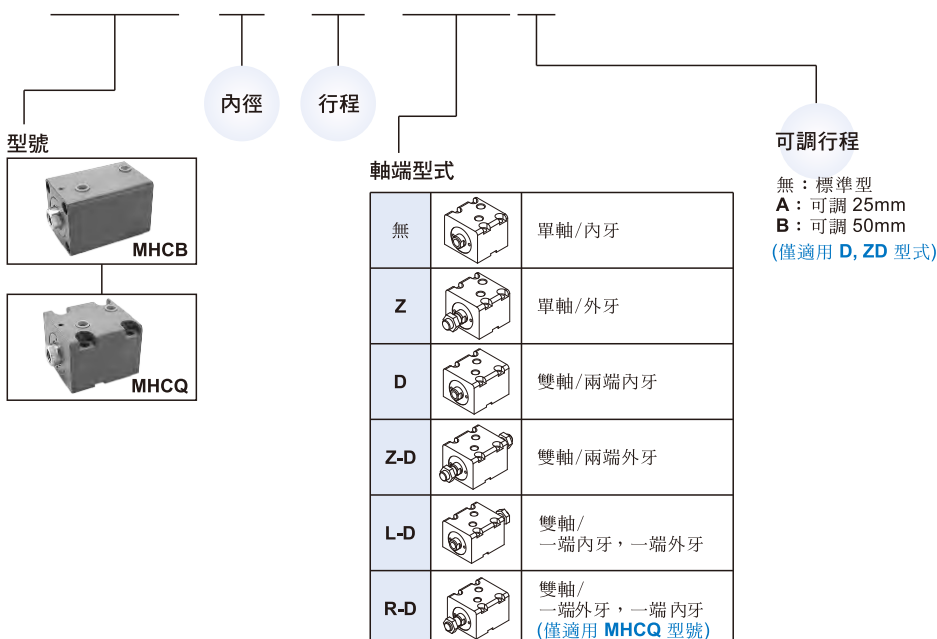 內徑
行程
型號
MHCB
MHCQ
軸端型式
無
單軸/內牙
Z
單軸/外牙
D
雙軸/兩端內牙
Z-D
雙軸/兩端外牙
L-D
雙軸/
一端內牙，一端外牙
R-D
雙軸/
一端外牙，一端內牙
(僅適用 MHCQ 型號)
可調行程
無：標準型
A：可調 25mm
B：可調 50mm
(僅適用 D, ZD 型式)